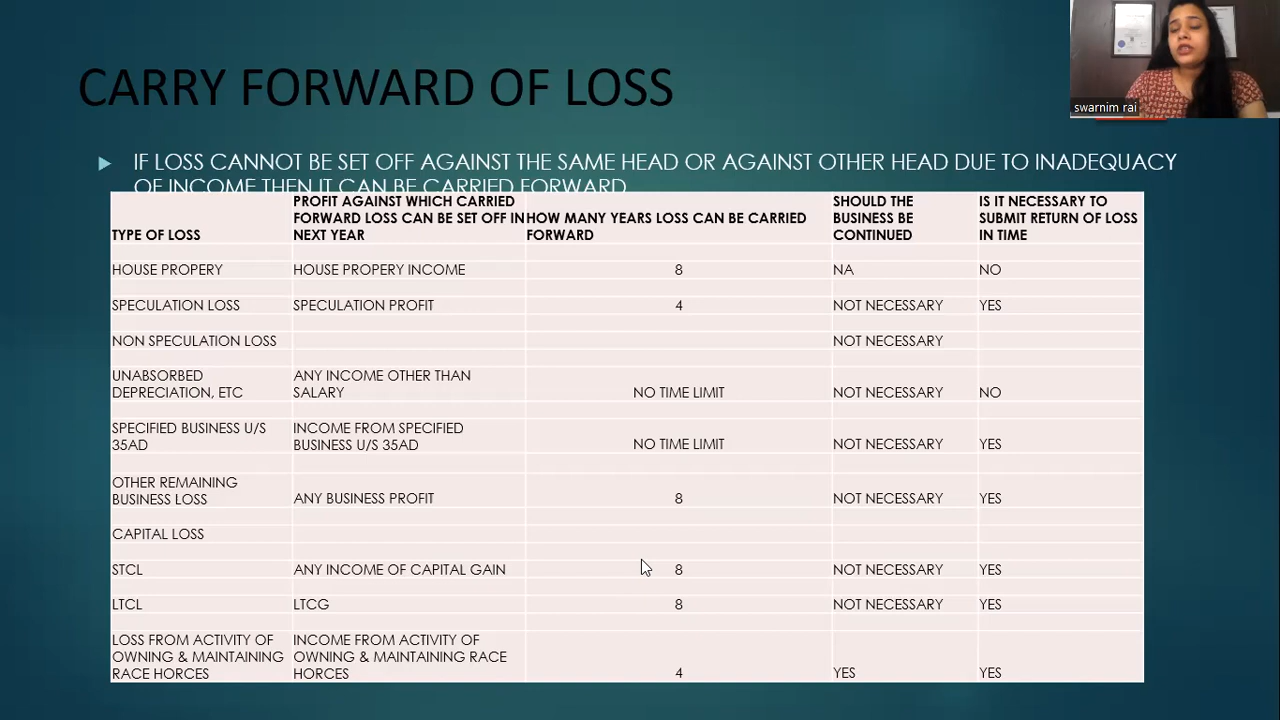 CARRY FORWARD OF LOSS
swarnim rai
IF LOSS CANNOT BE SET OFF AGAINST THE SAME HEAD OR AGAINST OTHER HEAD DUE TO INADEQUACY
OF INCOME THEN IT CAN BE CARRIED FORWARD
TYPE OF LOSS
PROFIT AGAINST WHICH CARRIED
FORWARD LOSS CAN BE SET OFF IN
NEXT YEAR
HOW MANY YEARS LOSS CAN BE CARRIED
FORWARD
SHOULD THE
BUSINESS BE
CONTINUED
IS IT NECESSARY TO
SUBMIT RETURN OF LOSS
IN TIME
HOUSE PROPERY
HOUSE PROPERY INCOME
8
NA
NO
SPECULATION LOSS
SPECULATION PROFIT
4
NOT NECESSARY
YES
NON SPECULATION LOSS
NOT NECESSARY
UNABSORBED
DEPRECIATION, ETC
ANY INCOME OTHER THAN
SALARY
NO TIME LIMIT
NOT NECESSARY
NO
SPECIFIED BUSINESS U/S
35AD
INCOME FROM SPECIFIED
BUSINESS U/S 35AD
NO TIME LIMIT
NOT NECESSARY
YES
OTHER REMAINING
BUSINESS LOSS
ANY BUSINESS PROFIT
8
NOT NECESSARY
YES
CAPITAL LOSS
STCL
ANY INCOME OF CAPITAL GAIN
8
NOT NECESSARY
YES
LTCL
LTCG
8
NOT NECESSARY
YES
LOSS FROM ACTIVITY OF
OWNING & MAINTAINING
RACE HORCES
INCOME FROM ACTIVITY OF
OWNING & MAINTAINING RACE
HORCES
4
YES
YES